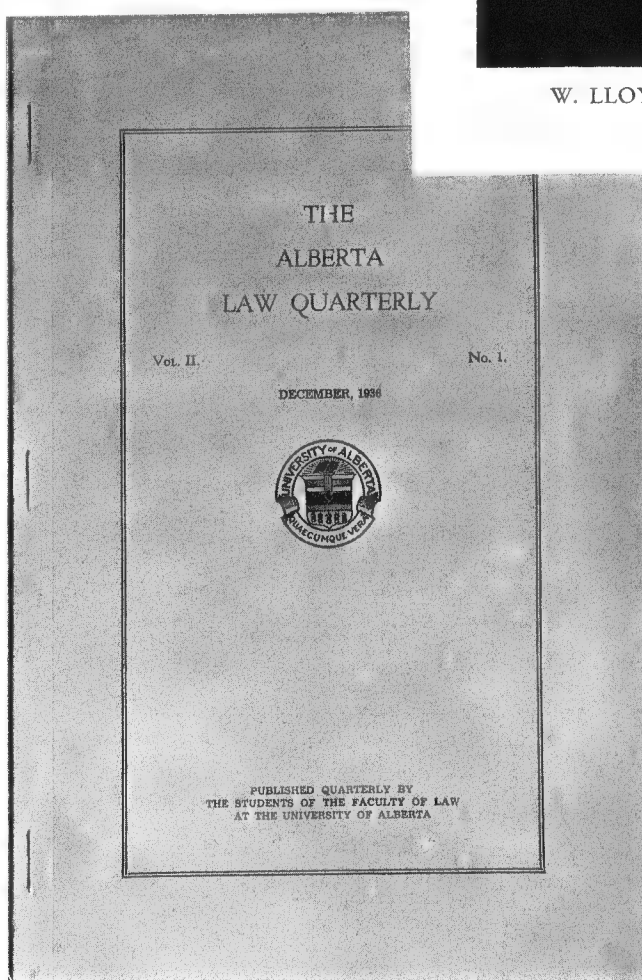 W. LLOY
THE
ALBERTA
LAW QUARTERLY
VOL. II.
No. 1.
DECEMBER, 1936
UNIVERSITY OF ALBERTA
QUAECUMQUE VERA
PUBLISHED QUARTERLY BY
THE STUDENTS OF THE FACULTY OF LAW
AT THE UNIVERSITY OF ALBERTA